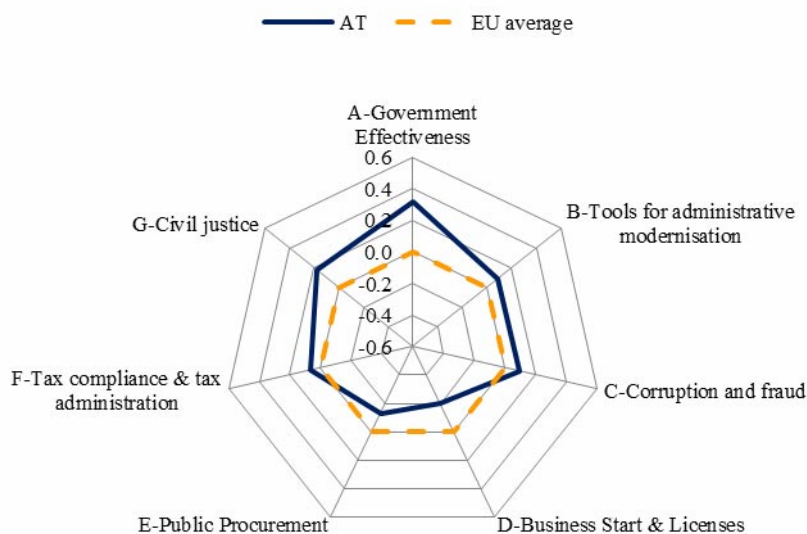 AT
EU average
A-Government
Effectiveness
0.6
0.4
0.2
0.0
-0.2
-0.4
-0.6
B-Tools for administrative
modernisation
G-Civil justice
C-Corruption and fraud
F-Tax compliance & tax
administration
E-Public Procurement
D-Business Start & Licenses